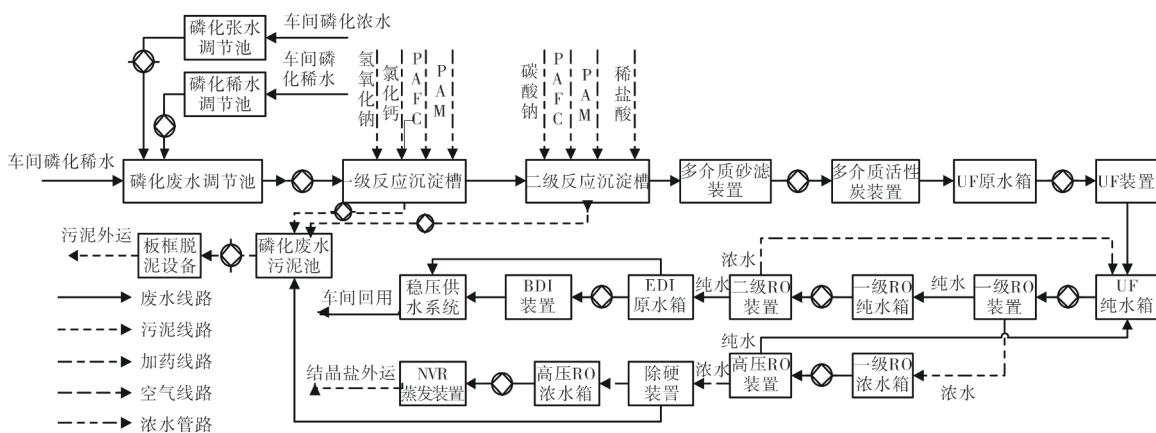 磷化张水
调节池
车间磷化浓水
磷化稀水
调节池
车间磷
化稀水
氢氧化钠
氯化钙
PAFC
PAM
碳酸钠
PAFC
PAM
稀盐酸
车间磷化稀水
磷化废水调节池
一级反应沉淀槽
二级反应沉淀槽
多介质砂滤
装置
多介质活性
炭装置
UF原水箱
UF装置
污泥外运
板框脱
泥设备
磷化废水
污泥池
车间回用
稳压供
水系统
BDI
装置
EDI
原水箱
纯水
浓水
二级RO
装置
一级RO
纯水箱
纯水
一级RO
装置
UF
纯水箱
结晶盐外运
NVR
蒸发装置
高压RO
浓水箱
除硬
装置
浓水
纯水
高压RO
装置
一级RO
浓水箱
浓水
废水线路
污泥线路
加药线路
空气线路
浓水管路